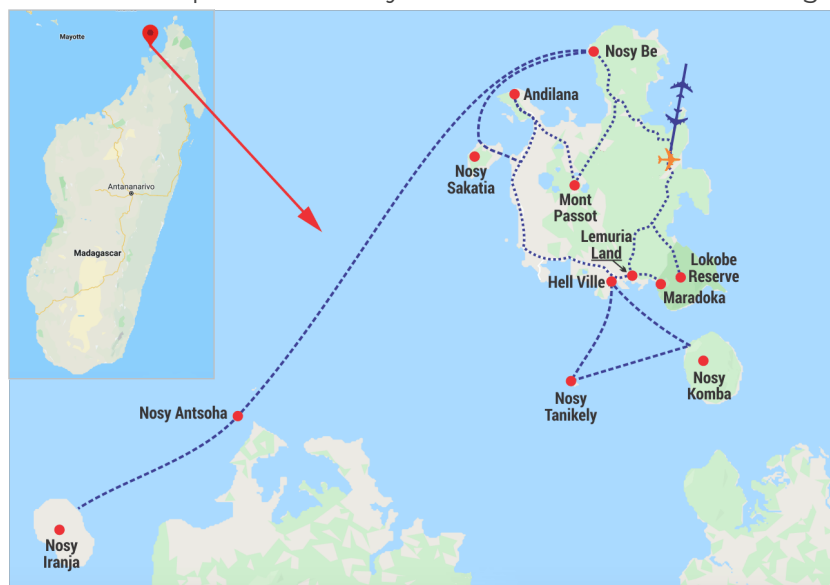 Mayotte
Antananarivo
Madagascar
Nosy Be
Andilana
Nosy
Sakatia
Mont
Passot
Lemuria
Land
Lokobe
Reserve
Hell Ville
Maradoka
Nosy
Komba
Nosy
Tanikely
Nosy Antsoha
Nosy
Iranja